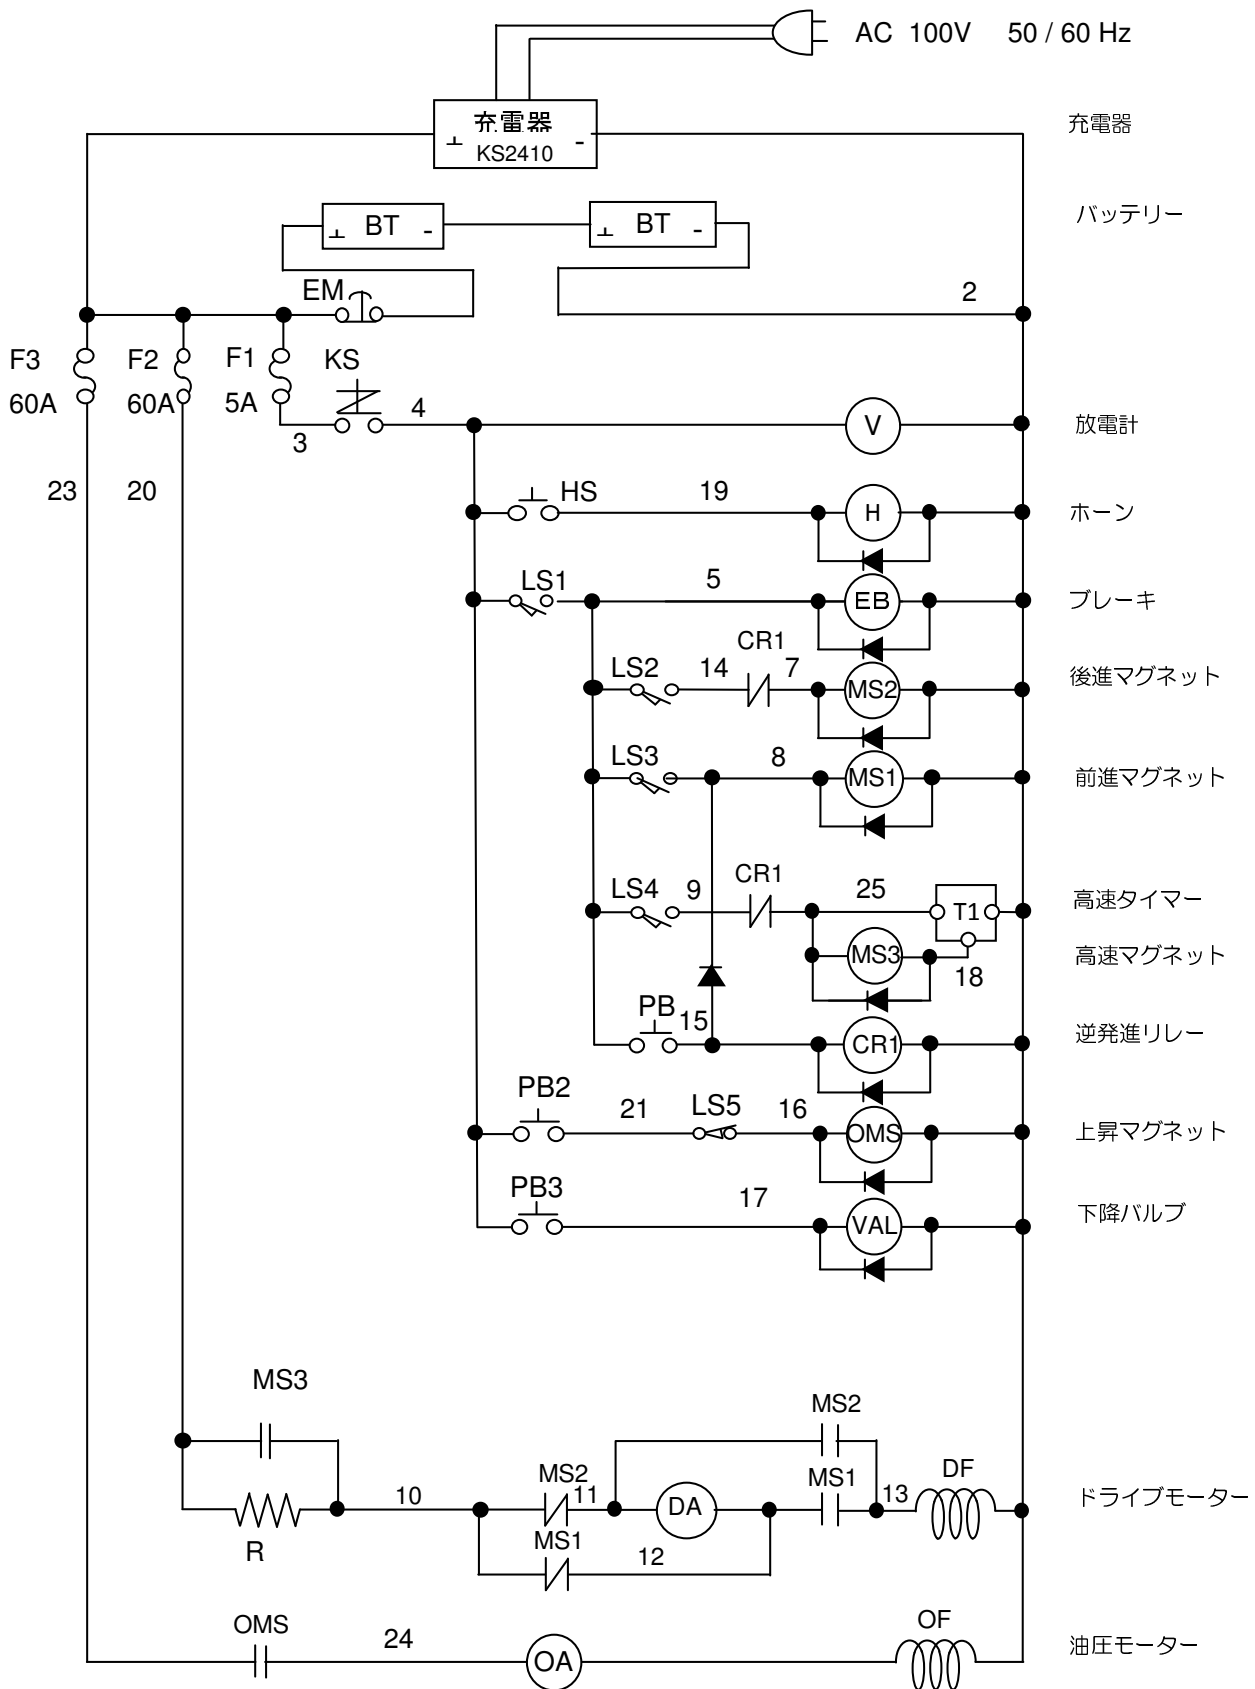 AC 100V 50 / 60 Hz
充電器
+ -
KS2410
充電器
バッテリー
+ BT -
+ BT -
EM
2
F3
60A
F2
60A
F1
5A
KS
3
4
V
放電計
23
20
HS
19
H
ホーン
LS1
5
EB
ブレーキ
LS2
14
CR1
7
MS2
後進マグネット
LS3
8
MS1
前進マグネット
LS4
9
CR1
25
T1
高速タイマー
MS3
18
高速マグネット
PB
15
CR1
逆発進リレー
PB2
21
LS5
16
OMS
上昇マグネット
PB3
17
VAL
下降バルブ
MS3
MS2
R
10
MS2
11
DA
MS1
13
DF
ドライブモーター
MS1
12
OMS
24
OA
OF
油圧モーター